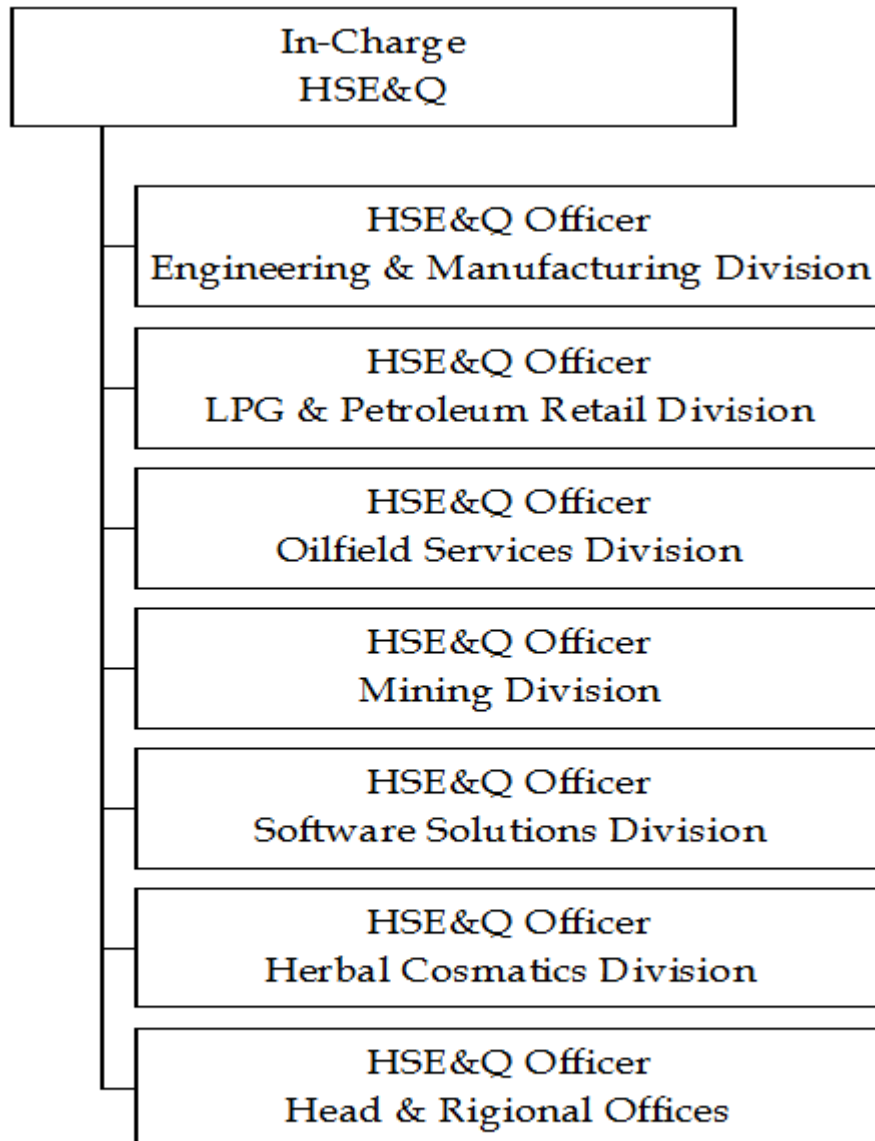 In-Charge
HSE&Q
HSE&Q Officer
Engineering & Manufacturing Division
HSE&Q Officer
LPG & Petroleum Retail Division
HSE&Q Officer
Oilfield Services Division
HSE&Q Officer
Mining Division
HSE&Q Officer
Software Solutions Division
HSE&Q Officer
Herbal Cosmatics Division
HSE&Q Officer
Head & Rigional Offices